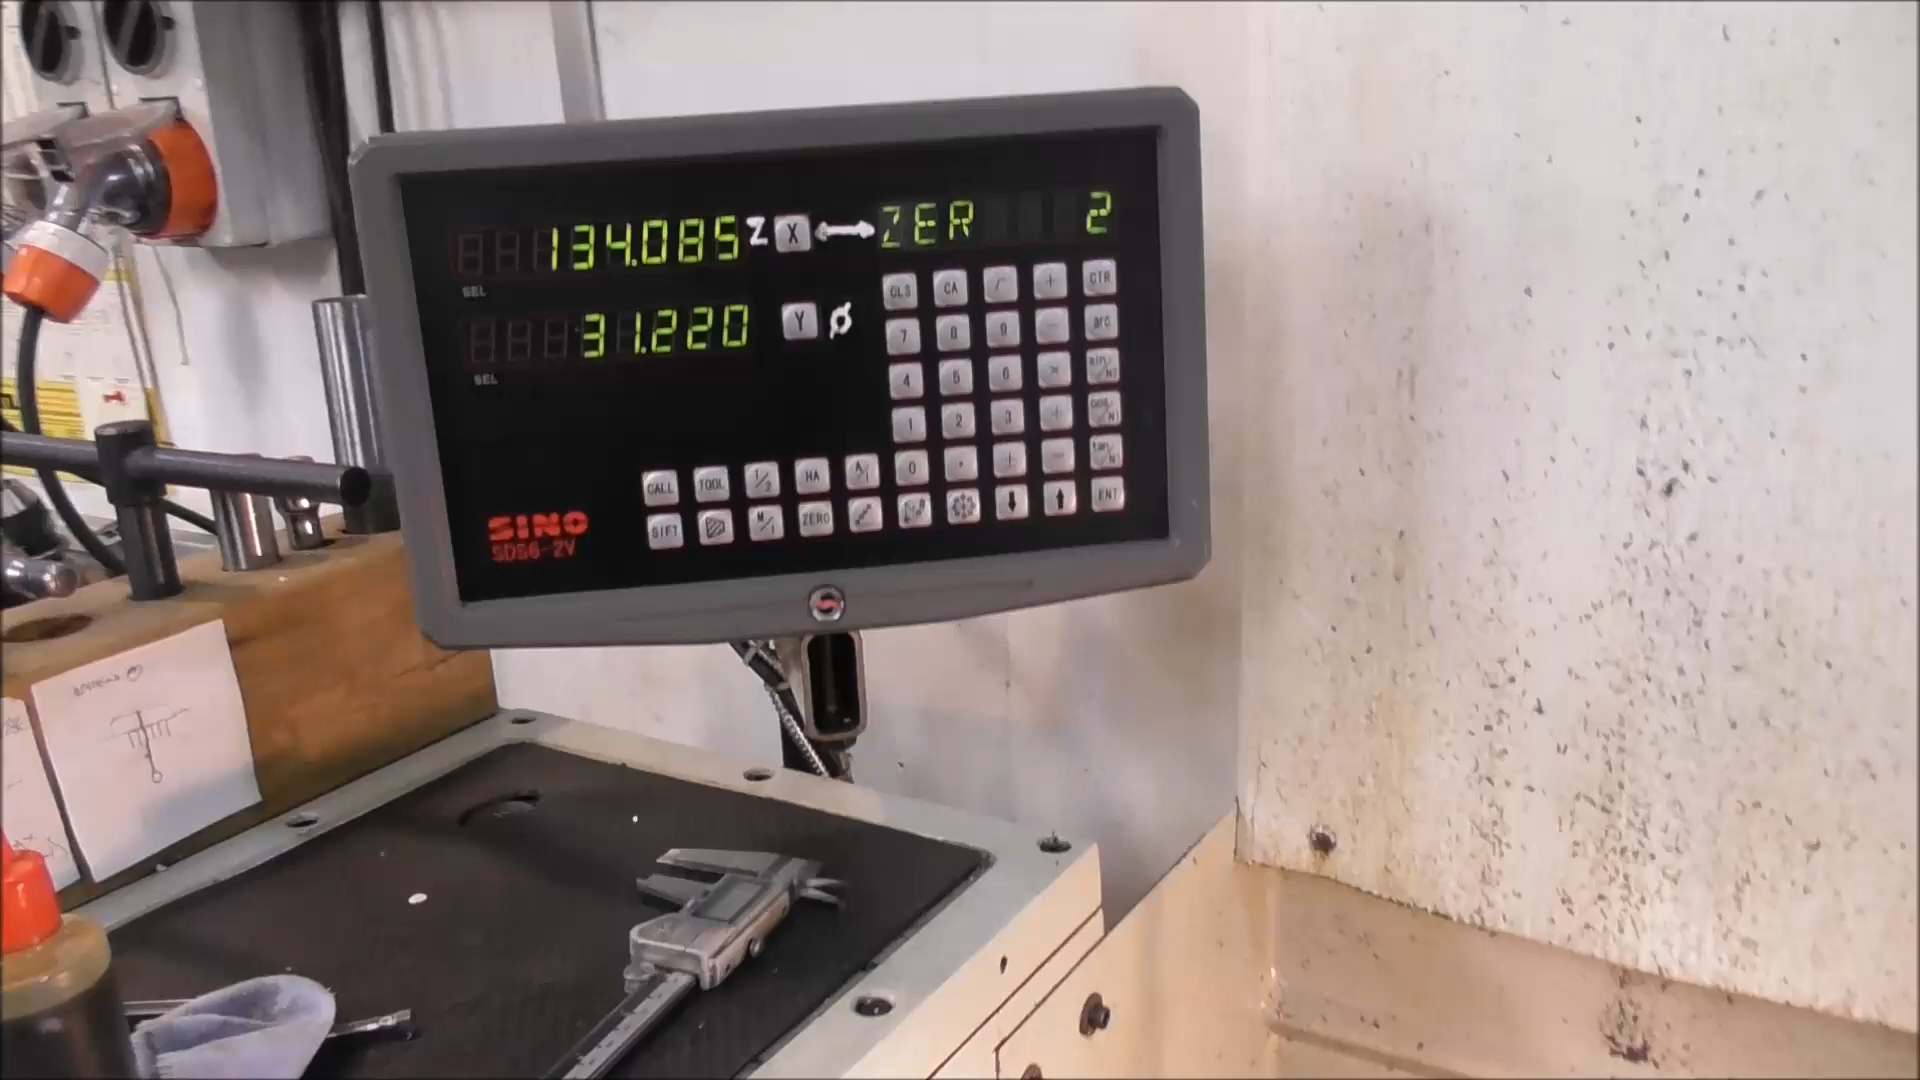 134.085 Z X ZER 2
SEL
31.220 Y ø
SEL
CLS CA + CTR
7 8 9 - arc
4 5 6 ×
1 2 3
CALL TOOL 1/2 HA 0 . + - tan
SIFT M/I ZERO ENT
SINO
SDS6-2V